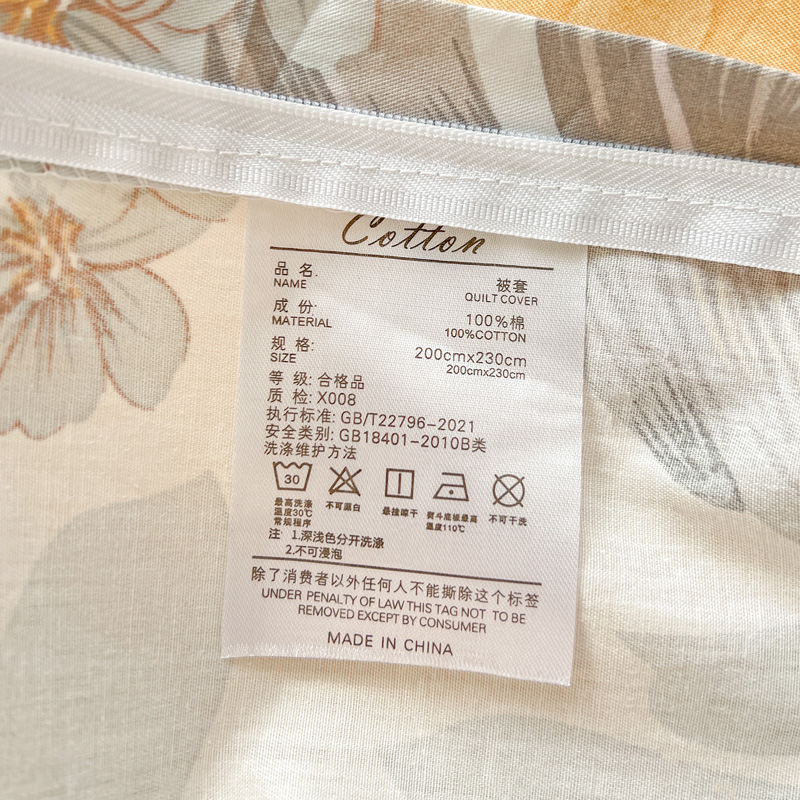 Cotton
品 名:
NAME
被套
QUILT COVER
成 份:
MATERIAL
100%棉
100%COTTON
规 格:
SIZE
200cmx230cm
200cmx230cm
等 级: 合格品
质 检: X008
执行标准: GB/T22796-2021
安全类别: GB18401-2010B类
洗涤维护方法
30
最高洗涤
温度30℃
常规程序
不可漂白
悬挂晾干
熨斗底板最高
温度110℃
不可干洗
注 1.深浅色分开洗涤
2.不可浸泡
除了消费者以外任何人不能撕除这个标签
UNDER PENALTY OF LAW THIS TAG NOT TO BE
REMOVED EXCEPT BY CONSUMER
MADE IN CHINA